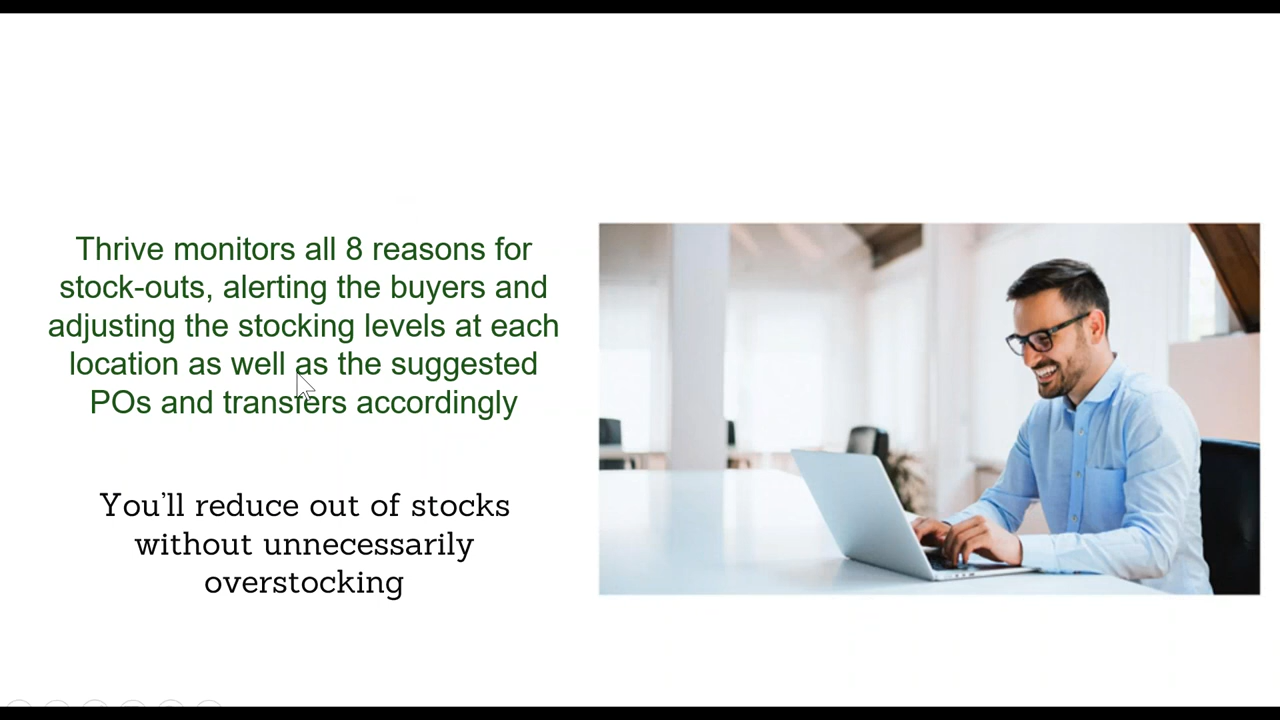 Thrive monitors all 8 reasons for
stock-outs, alerting the buyers and
adjusting the stocking levels at each
location as well as the suggested
POs and transfers accordingly
You'll reduce out of stocks
without unnecessarily
overstocking